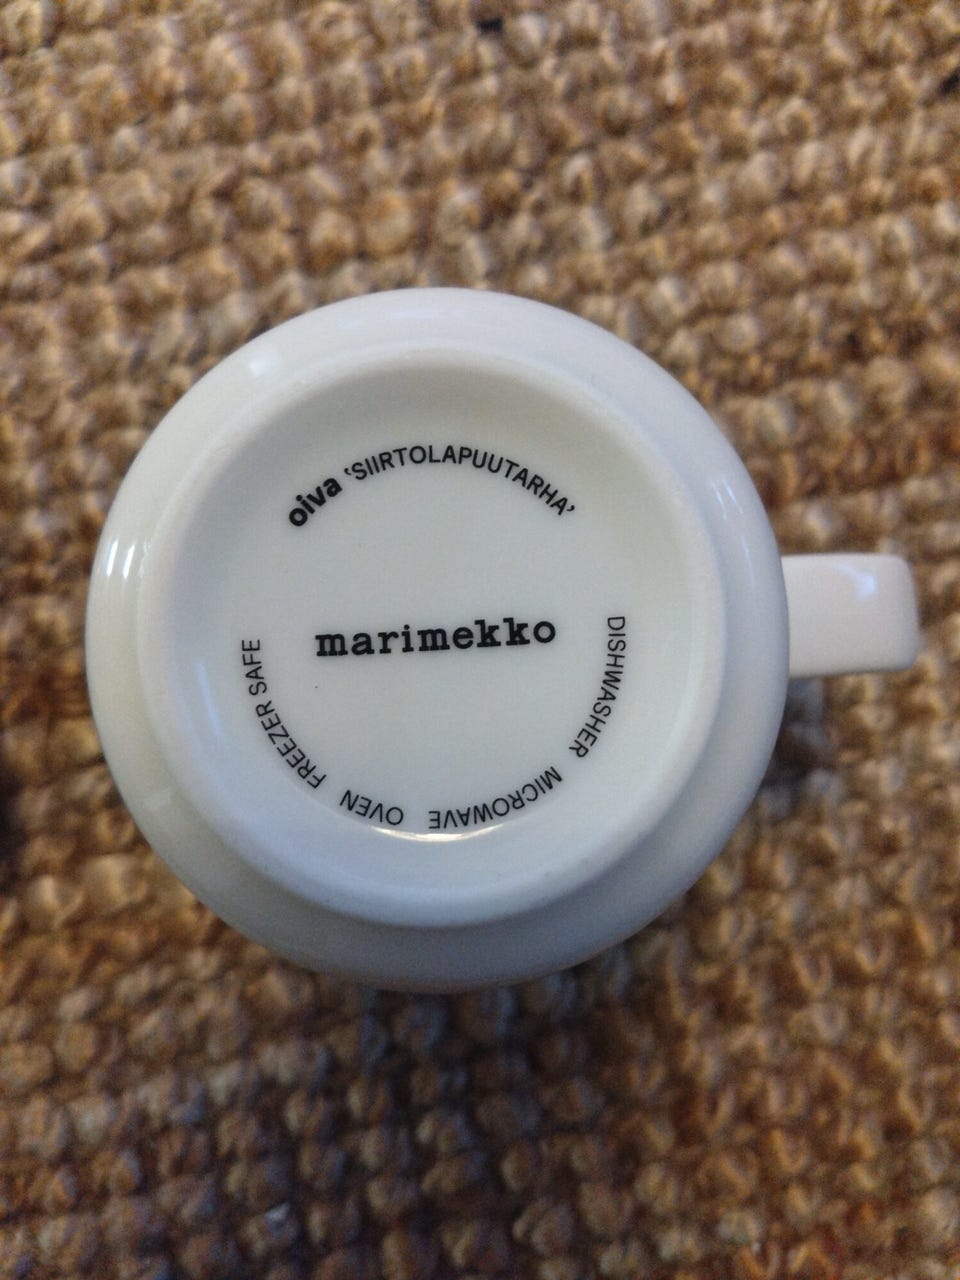 oiva ‘SIIRTOLAPUUTARHA’
marimekko
DISHWASHER MICROWAVE OVEN FREEZER SAFE